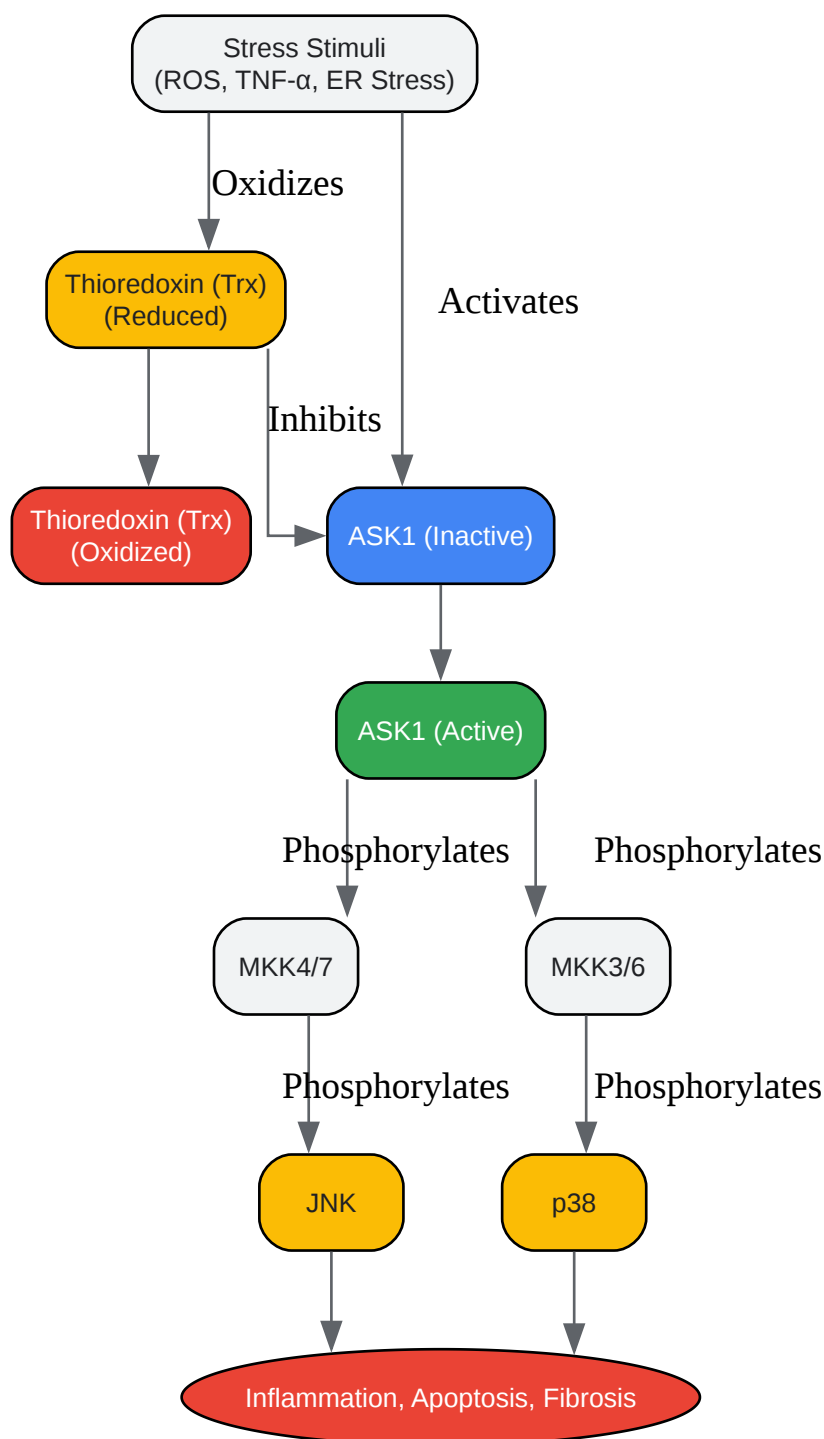 Stress Stimuli
(ROS, TNF-α, ER Stress)
Oxidizes
Thioredoxin (Trx)
(Reduced)
Activates
Inhibits
Thioredoxin (Trx)
(Oxidized)
ASK1 (Inactive)
ASK1 (Active)
Phosphorylates
Phosphorylates
MKK4/7
MKK3/6
Phosphorylates
Phosphorylates
JNK
p38
Inflammation, Apoptosis, Fibrosis